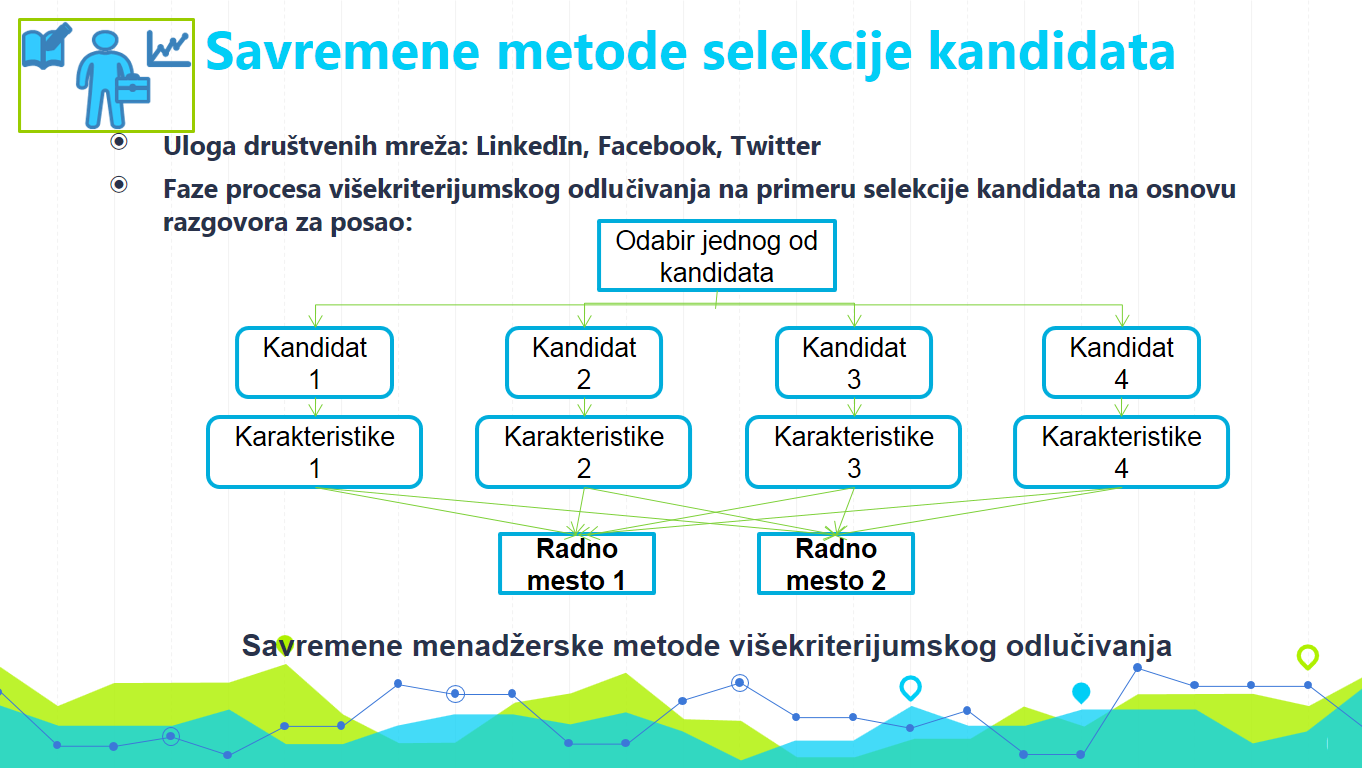 Savremene metode selekcije kandidata
Uloga društvenih mreža: LinkedIn, Facebook, Twitter
Faze procesa višekriterijumskog odlučivanja na primeru selekcije kandidata na osnovu
razgovora za posao:
Odabir jednog od
kandidata
Kandidat
1
Kandidat
2
Kandidat
3
Kandidat
4
Karakteristike
1
Karakteristike
2
Karakteristike
3
Karakteristike
4
Radno
mesto 1
Radno
mesto 2
Savremene menadžerske metode višekriterijumskog odlučivanja